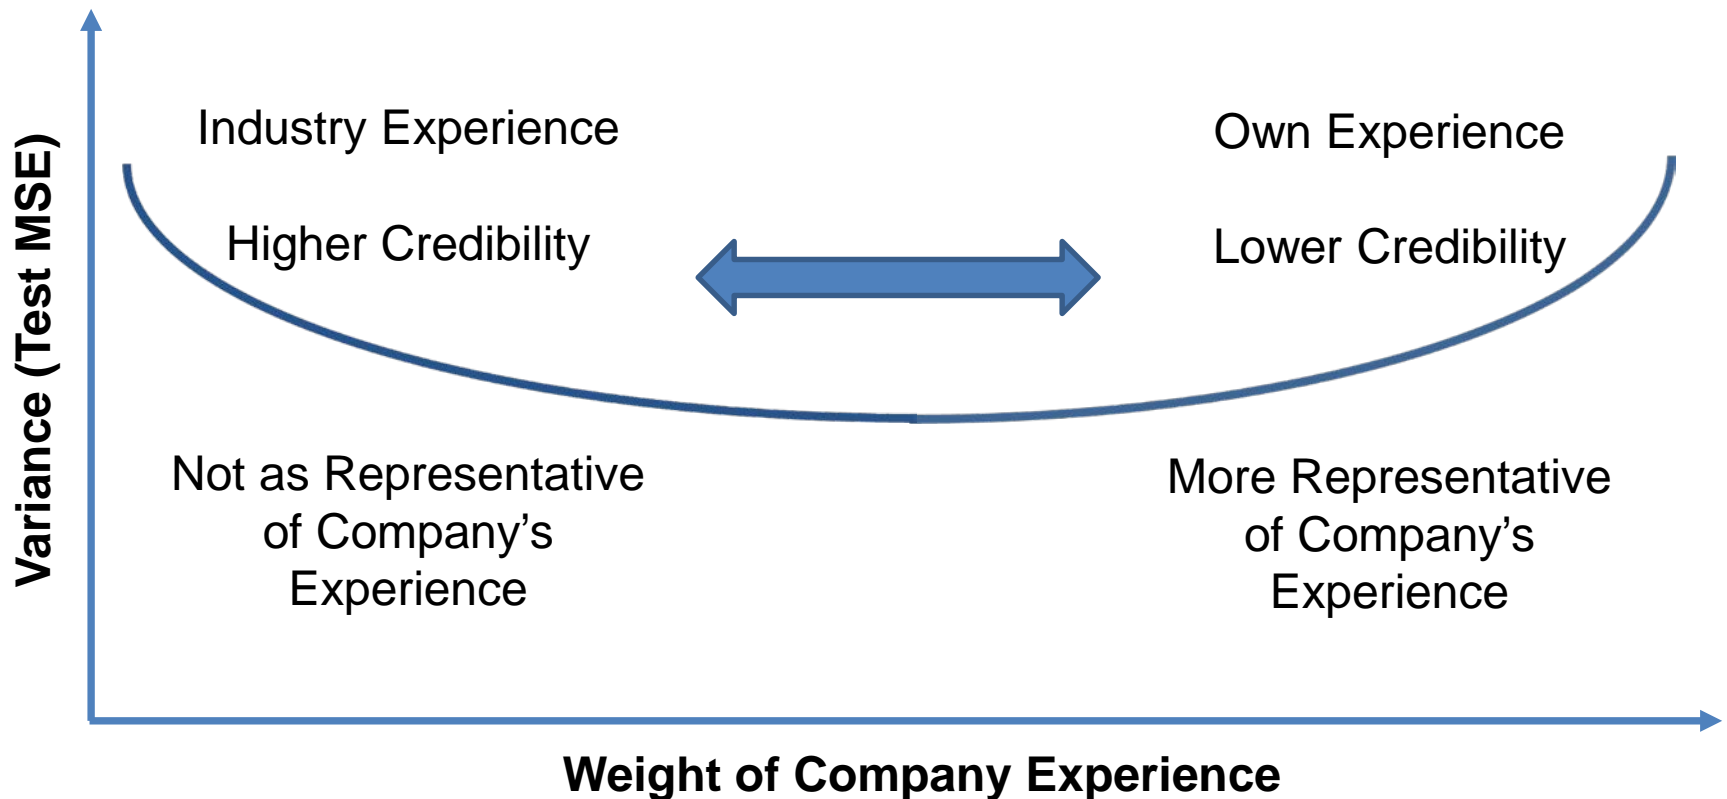 Variance (Test MSE)
Industry Experience
Higher Credibility
Not as Representative
of Company’s
Experience
Own Experience
Lower Credibility
More Representative
of Company’s
Experience
Weight of Company Experience